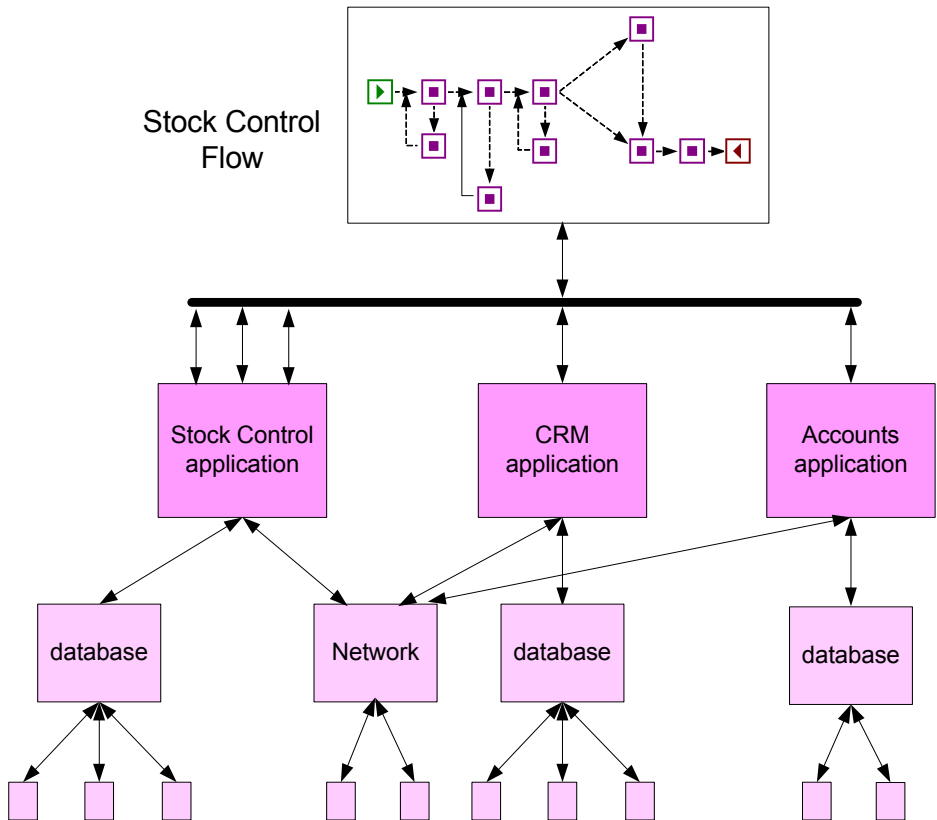 Stock Control
Flow
Stock Control
application
CRM
application
Accounts
application
database
Network
database
database